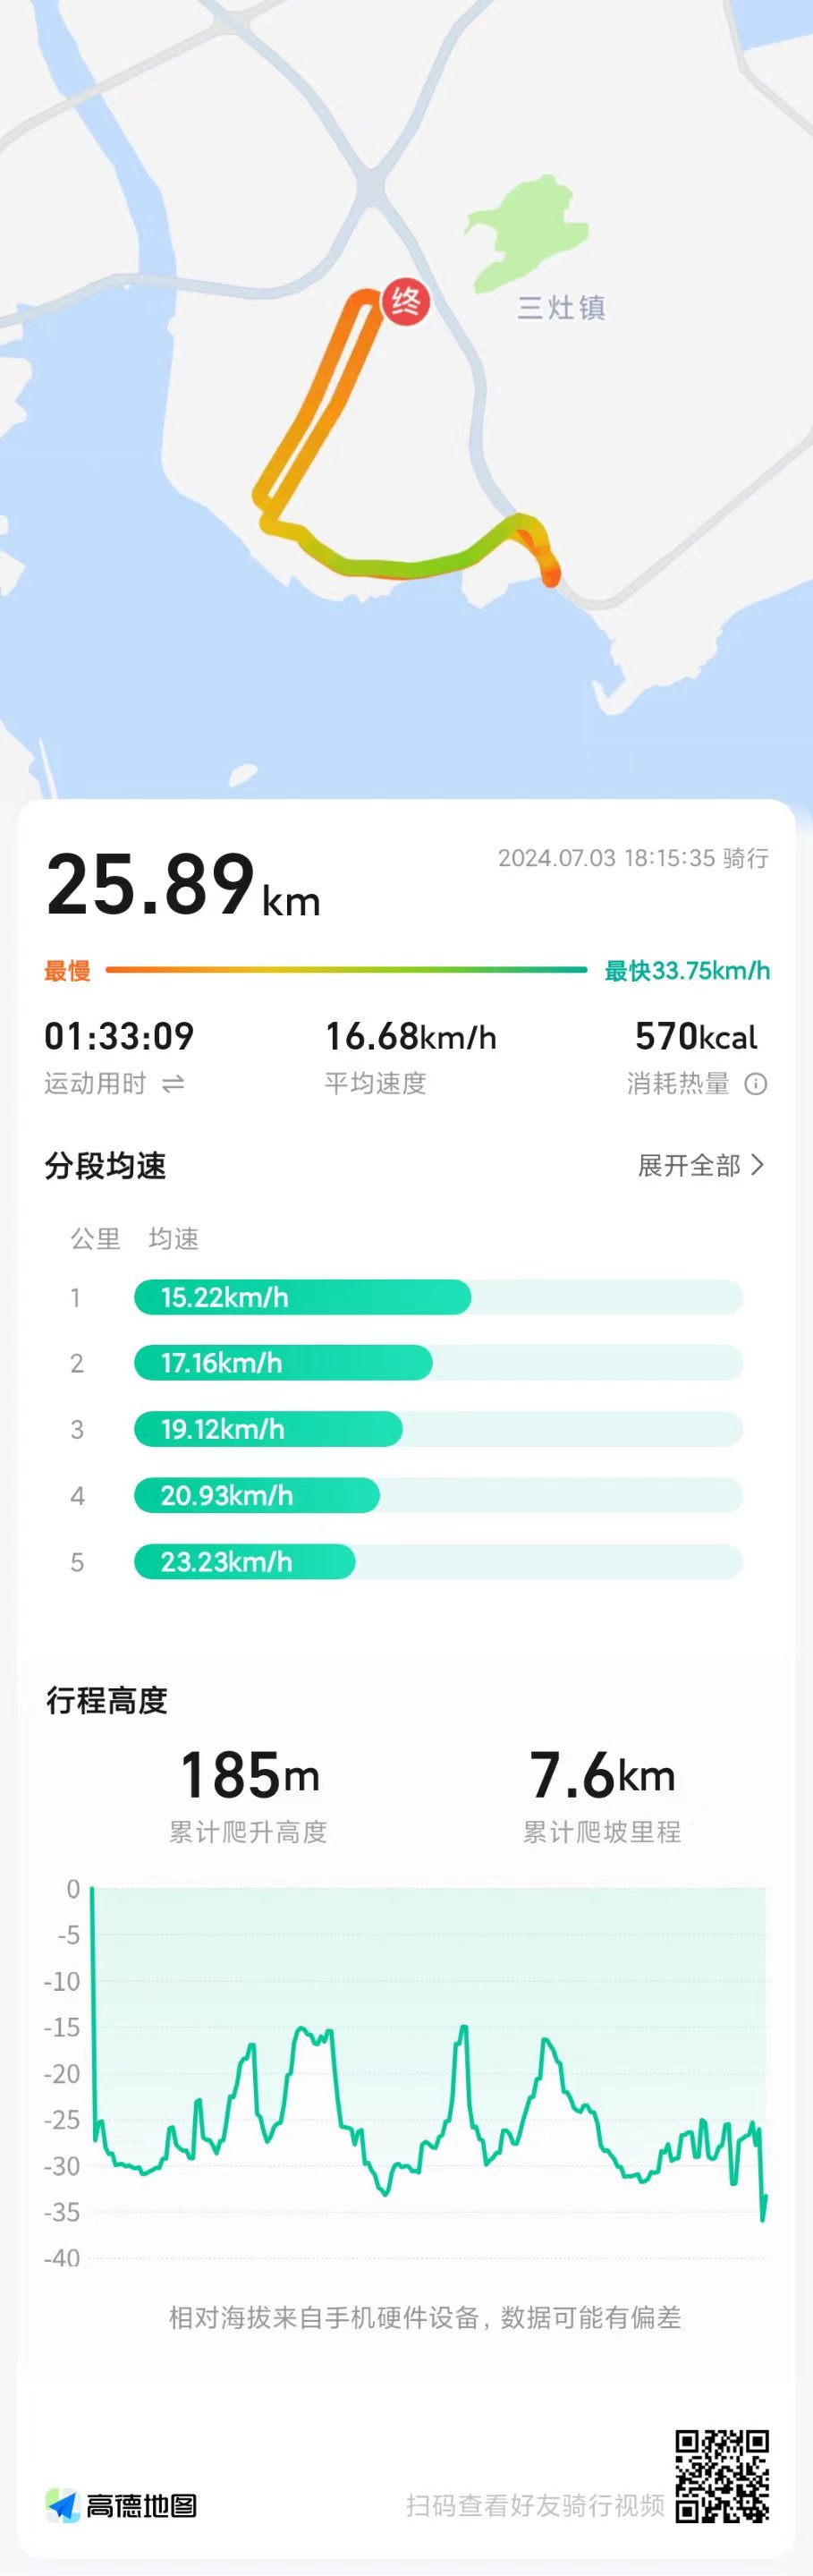 终
三灶镇
25.89km
2024.07.03 18:15:35 骑行
最慢
最快33.75km/h
01:33:09
16.68km/h
570kcal
运动用时
平均速度
消耗热量
分段均速
展开全部
公里 均速
1 15.22km/h
2 17.16km/h
3 19.12km/h
4 20.93km/h
5 23.23km/h
行程高度
185m
7.6km
累计爬升高度
累计爬坡里程
0
-5
-10
-15
-20
-25
-30
-35
-40
相对海拔来自手机硬件设备，数据可能有偏差
高德地图
扫码查看好友骑行视频